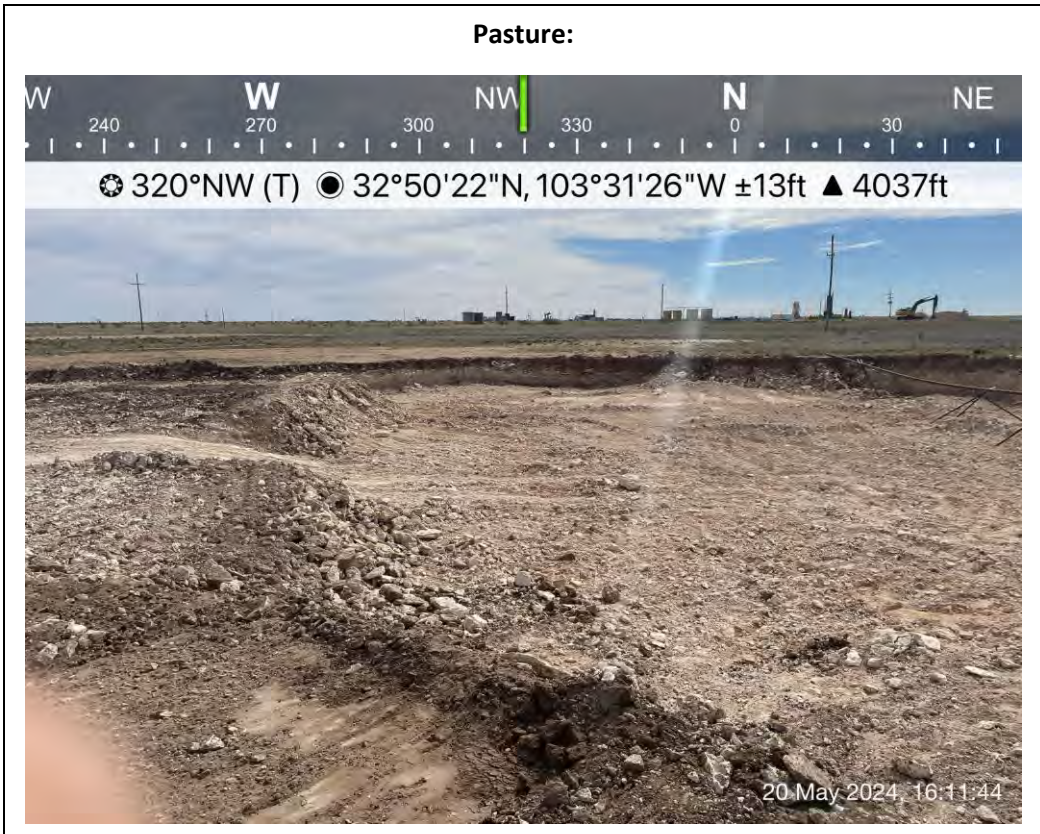 Pasture:
W W NW N NE
240 270 300 330 0 30
320°NW (T) 32°50'22"N, 103°31'26"W ±13ft ▲ 4037ft
20 May 2024, 16:11:44